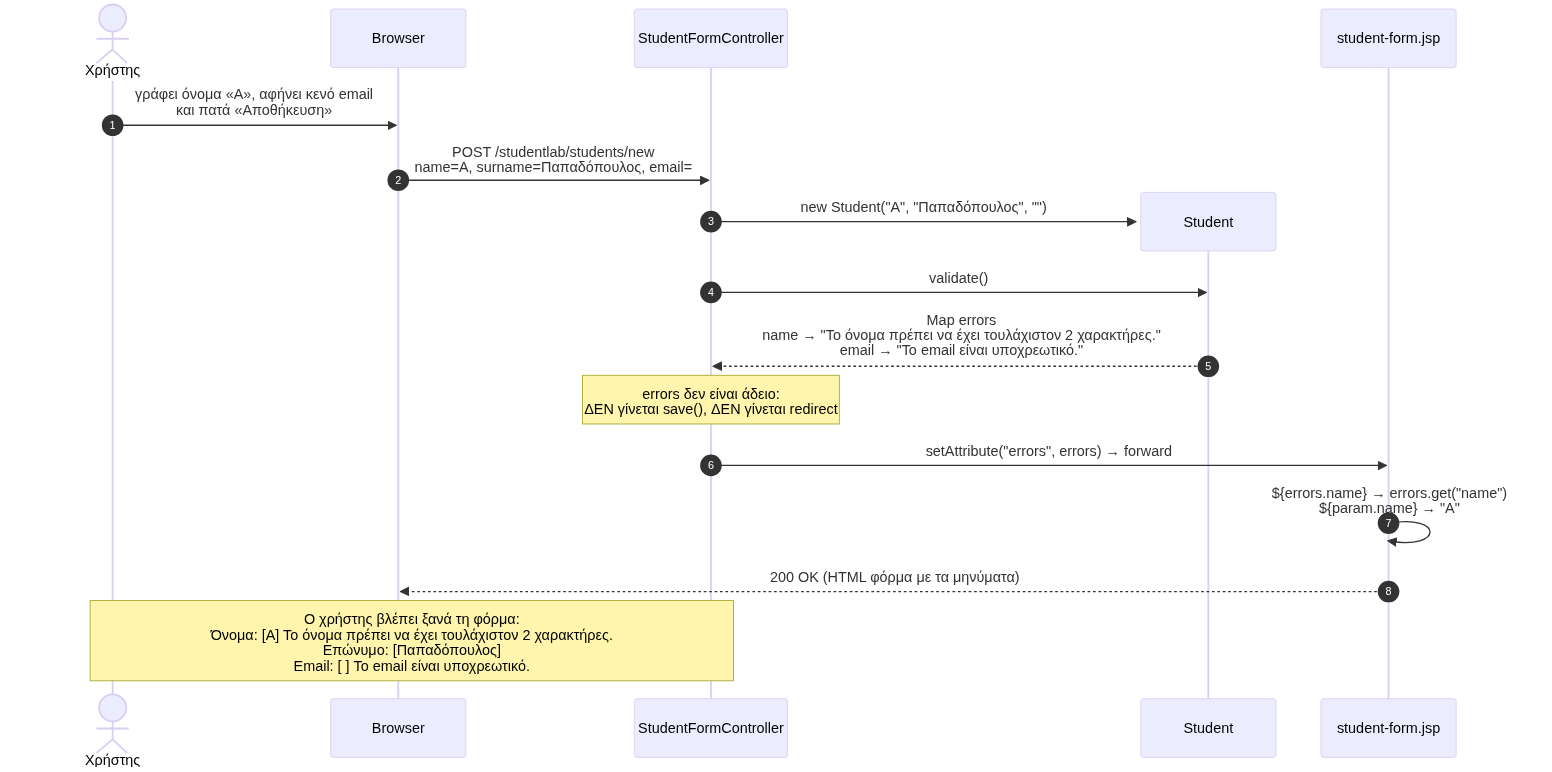 Χρήστης
Browser
StudentFormController
student-form.jsp
γράφει όνομα «Α», αφήνει κενό email
και πατά «Αποθήκευση»
1
POST /studentlab/students/new
name=Α, surname=Παπαδόπουλος, email=
2
new Student("Α", "Παπαδόπουλος", "")
3
Student
validate()
4
Map errors
name → "Το όνομα πρέπει να έχει τουλάχιστον 2 χαρακτήρες."
email → "Το email είναι υποχρεωτικό."
5
errors δεν είναι άδειο:
ΔΕΝ γίνεται save(), ΔΕΝ γίνεται redirect
setAttribute("errors", errors) → forward
6
${errors.name} → errors.get("name")
${param.name} → "Α"
7
200 OK (HTML φόρμα με τα μηνύματα)
8
Ο χρήστης βλέπει ξανά τη φόρμα:
Όνομα: [Α] Το όνομα πρέπει να έχει τουλάχιστον 2 χαρακτήρες.
Επώνυμο: [Παπαδόπουλος]
Email: [ ] Το email είναι υποχρεωτικό.
Χρήστης
Browser
StudentFormController
Student
student-form.jsp